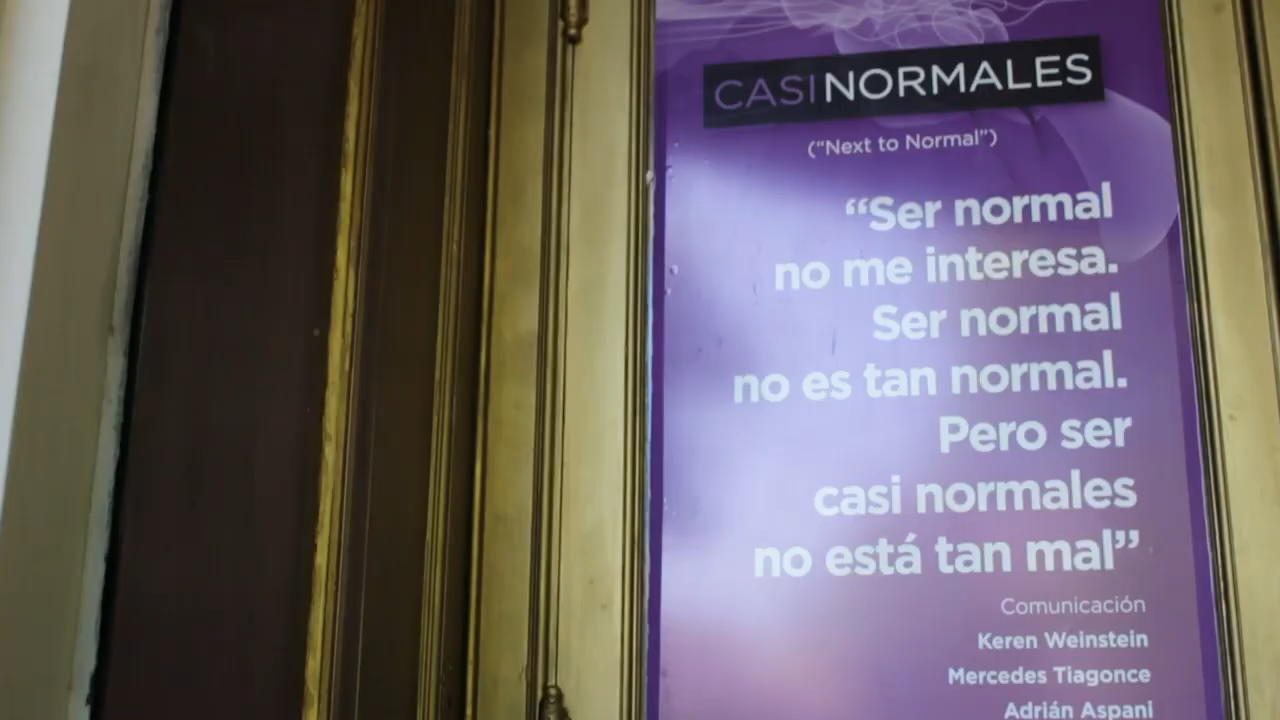 CASINORMALES
("Next to Normal")
“Ser normal
no me interesa.
Ser normal
no es tan normal.
Pero ser
casi normales
no está tan mal”
Comunicación
Keren Weinstein
Mercedes Tiagonce
Adrián Aspani